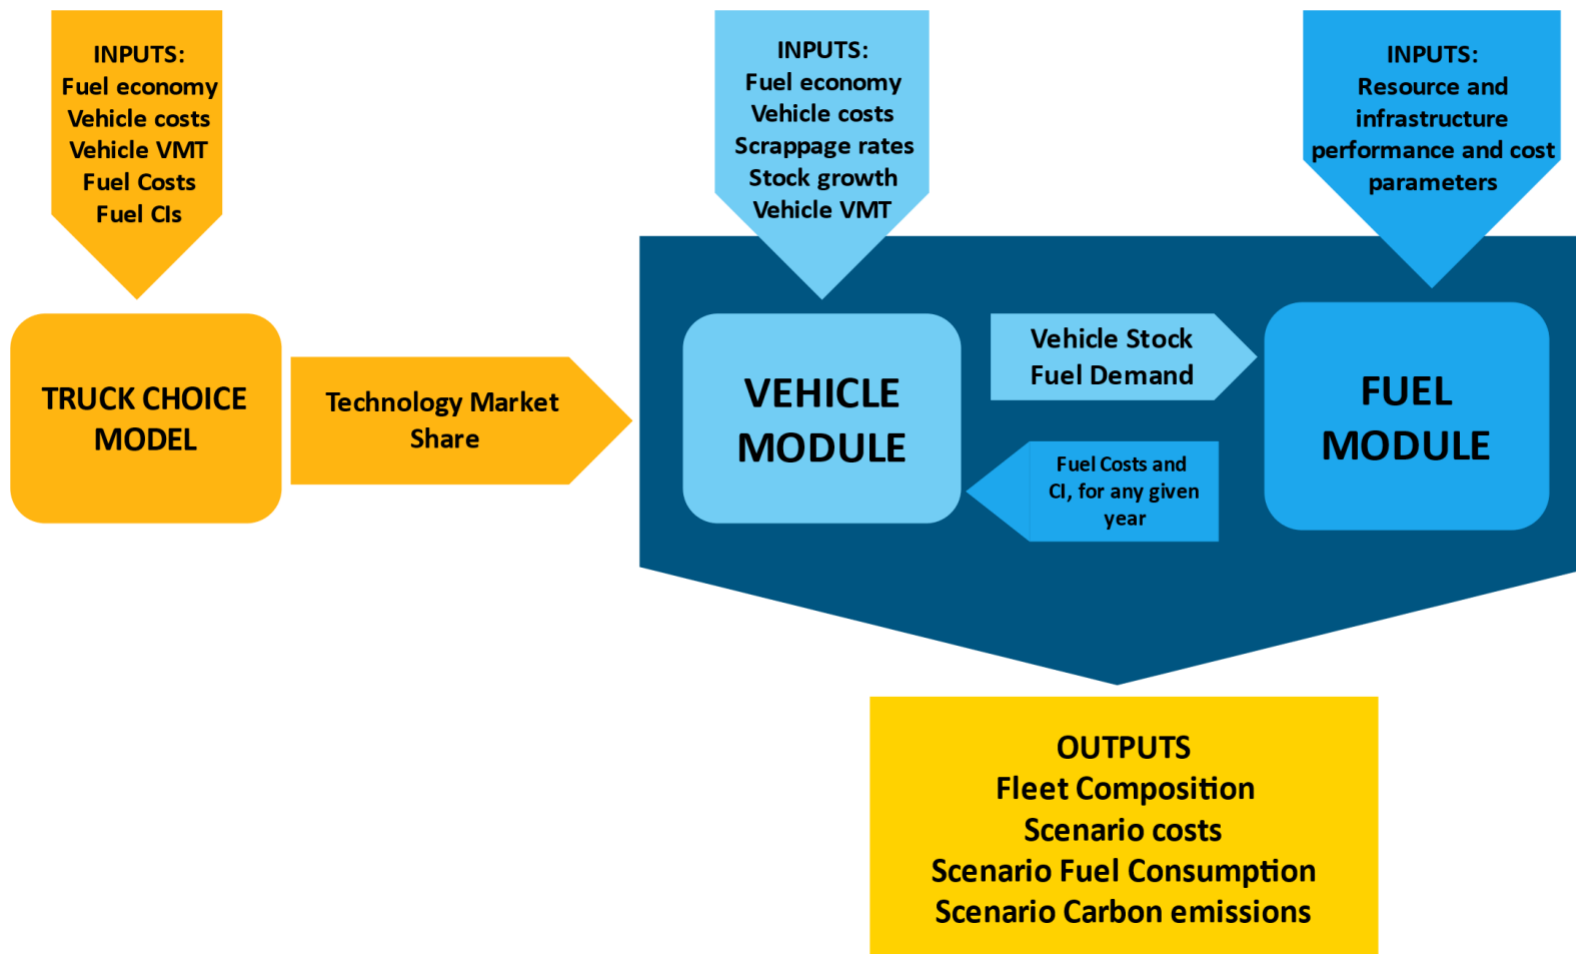 INPUTS:
Fuel economy
Vehicle costs
Vehicle VMT
Fuel Costs
Fuel CIs
INPUTS:
Fuel economy
Vehicle costs
Scrappage rates
Stock growth
Vehicle VMT
INPUTS:
Resource and
infrastructure
performance and cost
parameters
TRUCK CHOICE
MODEL
Technology Market
Share
VEHICLE
MODULE
Vehicle Stock
Fuel Demand
Fuel Costs and
CI, for any given
year
FUEL
MODULE
OUTPUTS
Fleet Composition
Scenario costs
Scenario Fuel Consumption
Scenario Carbon emissions